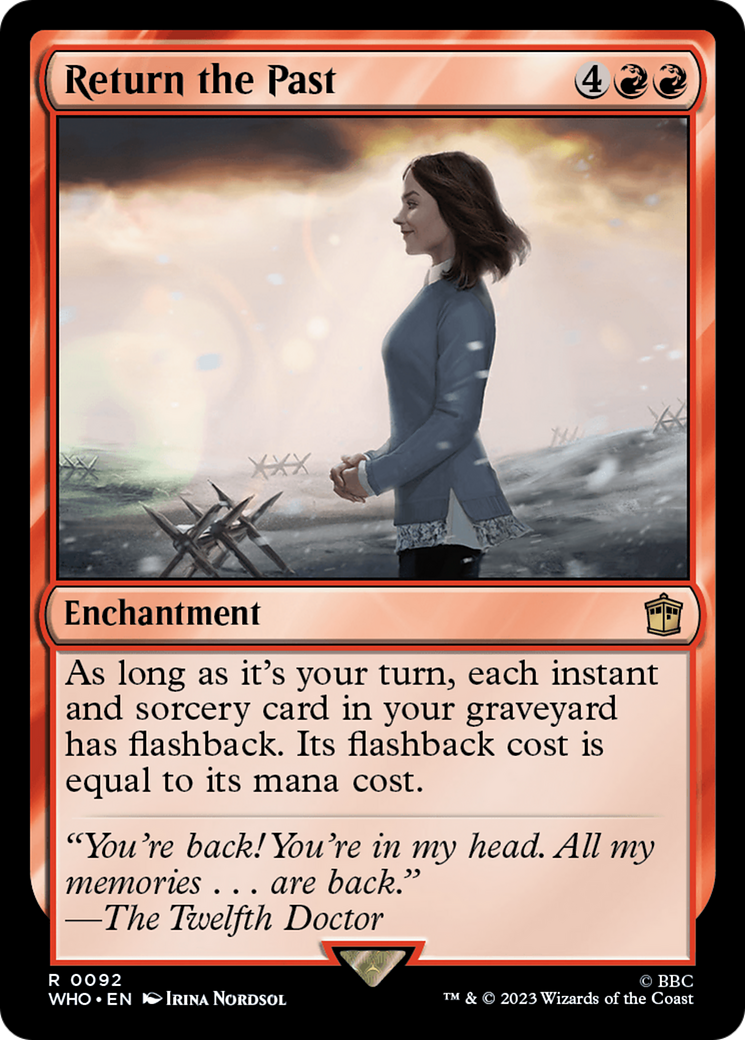 Return the Past 4
Enchantment
As long as it's your turn, each instant
and sorcery card in your graveyard
has flashback. Its flashback cost is
equal to its mana cost.
“You're back! You're in my head. All my
memories . . . are back.”
—The Twelfth Doctor
R 0092
© BBC
WHO • EN Irina Nordsol
™ & © 2023 Wizards of the Coast